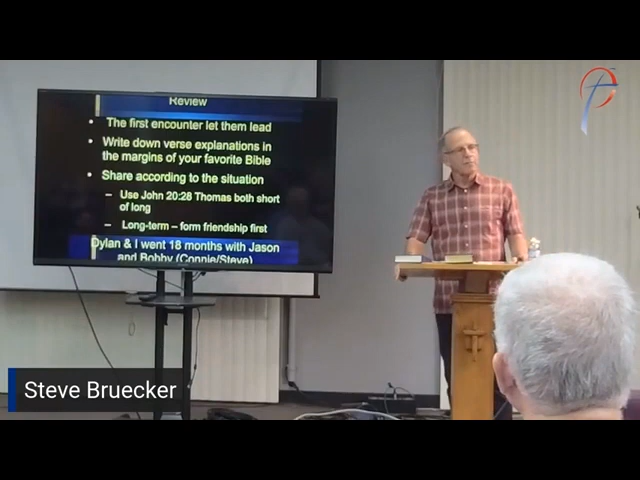 Review
• The first encounter let them lead
• Write down verse explanations in
the margins of your favorite Bible
• Share according to the situation
– Use John 20:28 Thomas both short
of long
– Long-term – form friendship first
Dylan & I went 18 months with Jason
and Bobby (Connie/Steve)
Steve Bruecker